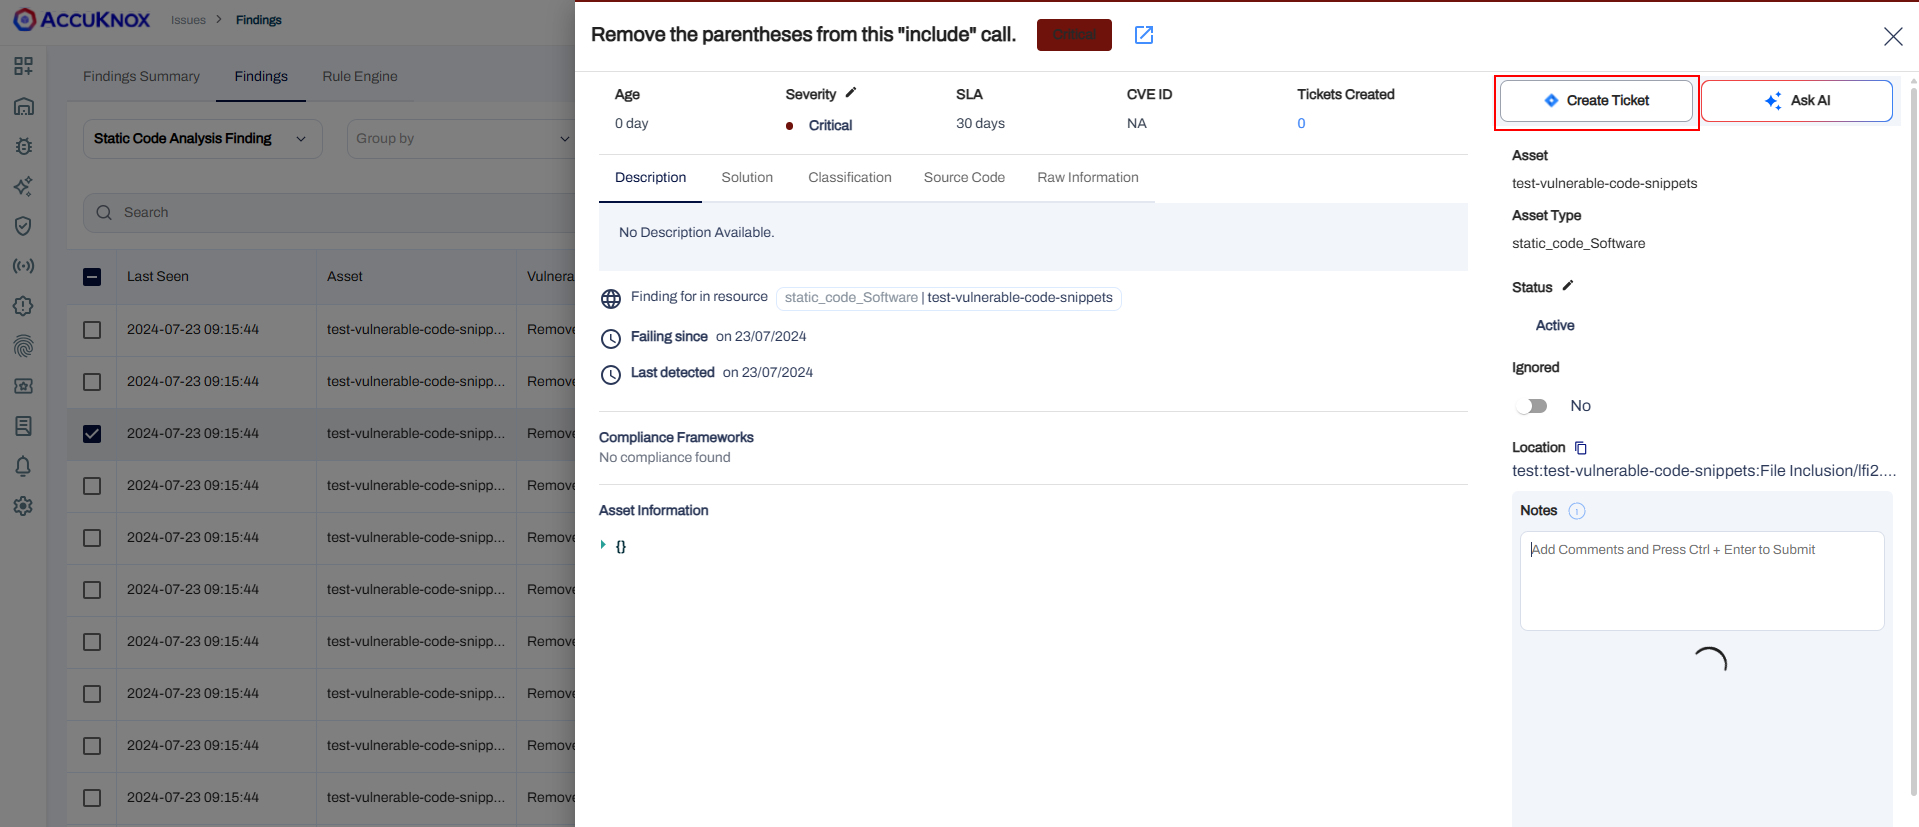 ACCUKNOX
Issues > Findings
Findings Summary
Findings
Rule Engine
Static Code Analysis Finding
Group by
Search
Last Seen
Asset
Vulnera
2024-07-23 09:15:44
test-vulnerable-code-snipp...
Remove
2024-07-23 09:15:44
test-vulnerable-code-snipp...
Remove
2024-07-23 09:15:44
test-vulnerable-code-snipp...
Remove
2024-07-23 09:15:44
test-vulnerable-code-snipp...
Remove
2024-07-23 09:15:44
test-vulnerable-code-snipp...
Remove
2024-07-23 09:15:44
test-vulnerable-code-snipp...
Remove
2024-07-23 09:15:44
test-vulnerable-code-snipp...
Remove
2024-07-23 09:15:44
test-vulnerable-code-snipp...
Remove
2024-07-23 09:15:44
test-vulnerable-code-snipp...
Remove
2024-07-23 09:15:44
test-vulnerable-code-snipp...
Remove
Remove the parentheses from this "include" call.
Critical
Age
0 day
Severity
Critical
SLA
30 days
CVE ID
NA
Tickets Created
0
Description
Solution
Classification
Source Code
Raw Information
No Description Available.
Finding for in resource static_code_Software | test-vulnerable-code-snippets
Failing since on 23/07/2024
Last detected on 23/07/2024
Compliance Frameworks
No compliance found
Asset Information
{}
Create Ticket
Ask AI
Asset
test-vulnerable-code-snippets
Asset Type
static_code_Software
Status
Active
Ignored
No
Location
test:test-vulnerable-code-snippets:File Inclusion/lfi2....
Notes
Add Comments and Press Ctrl + Enter to Submit